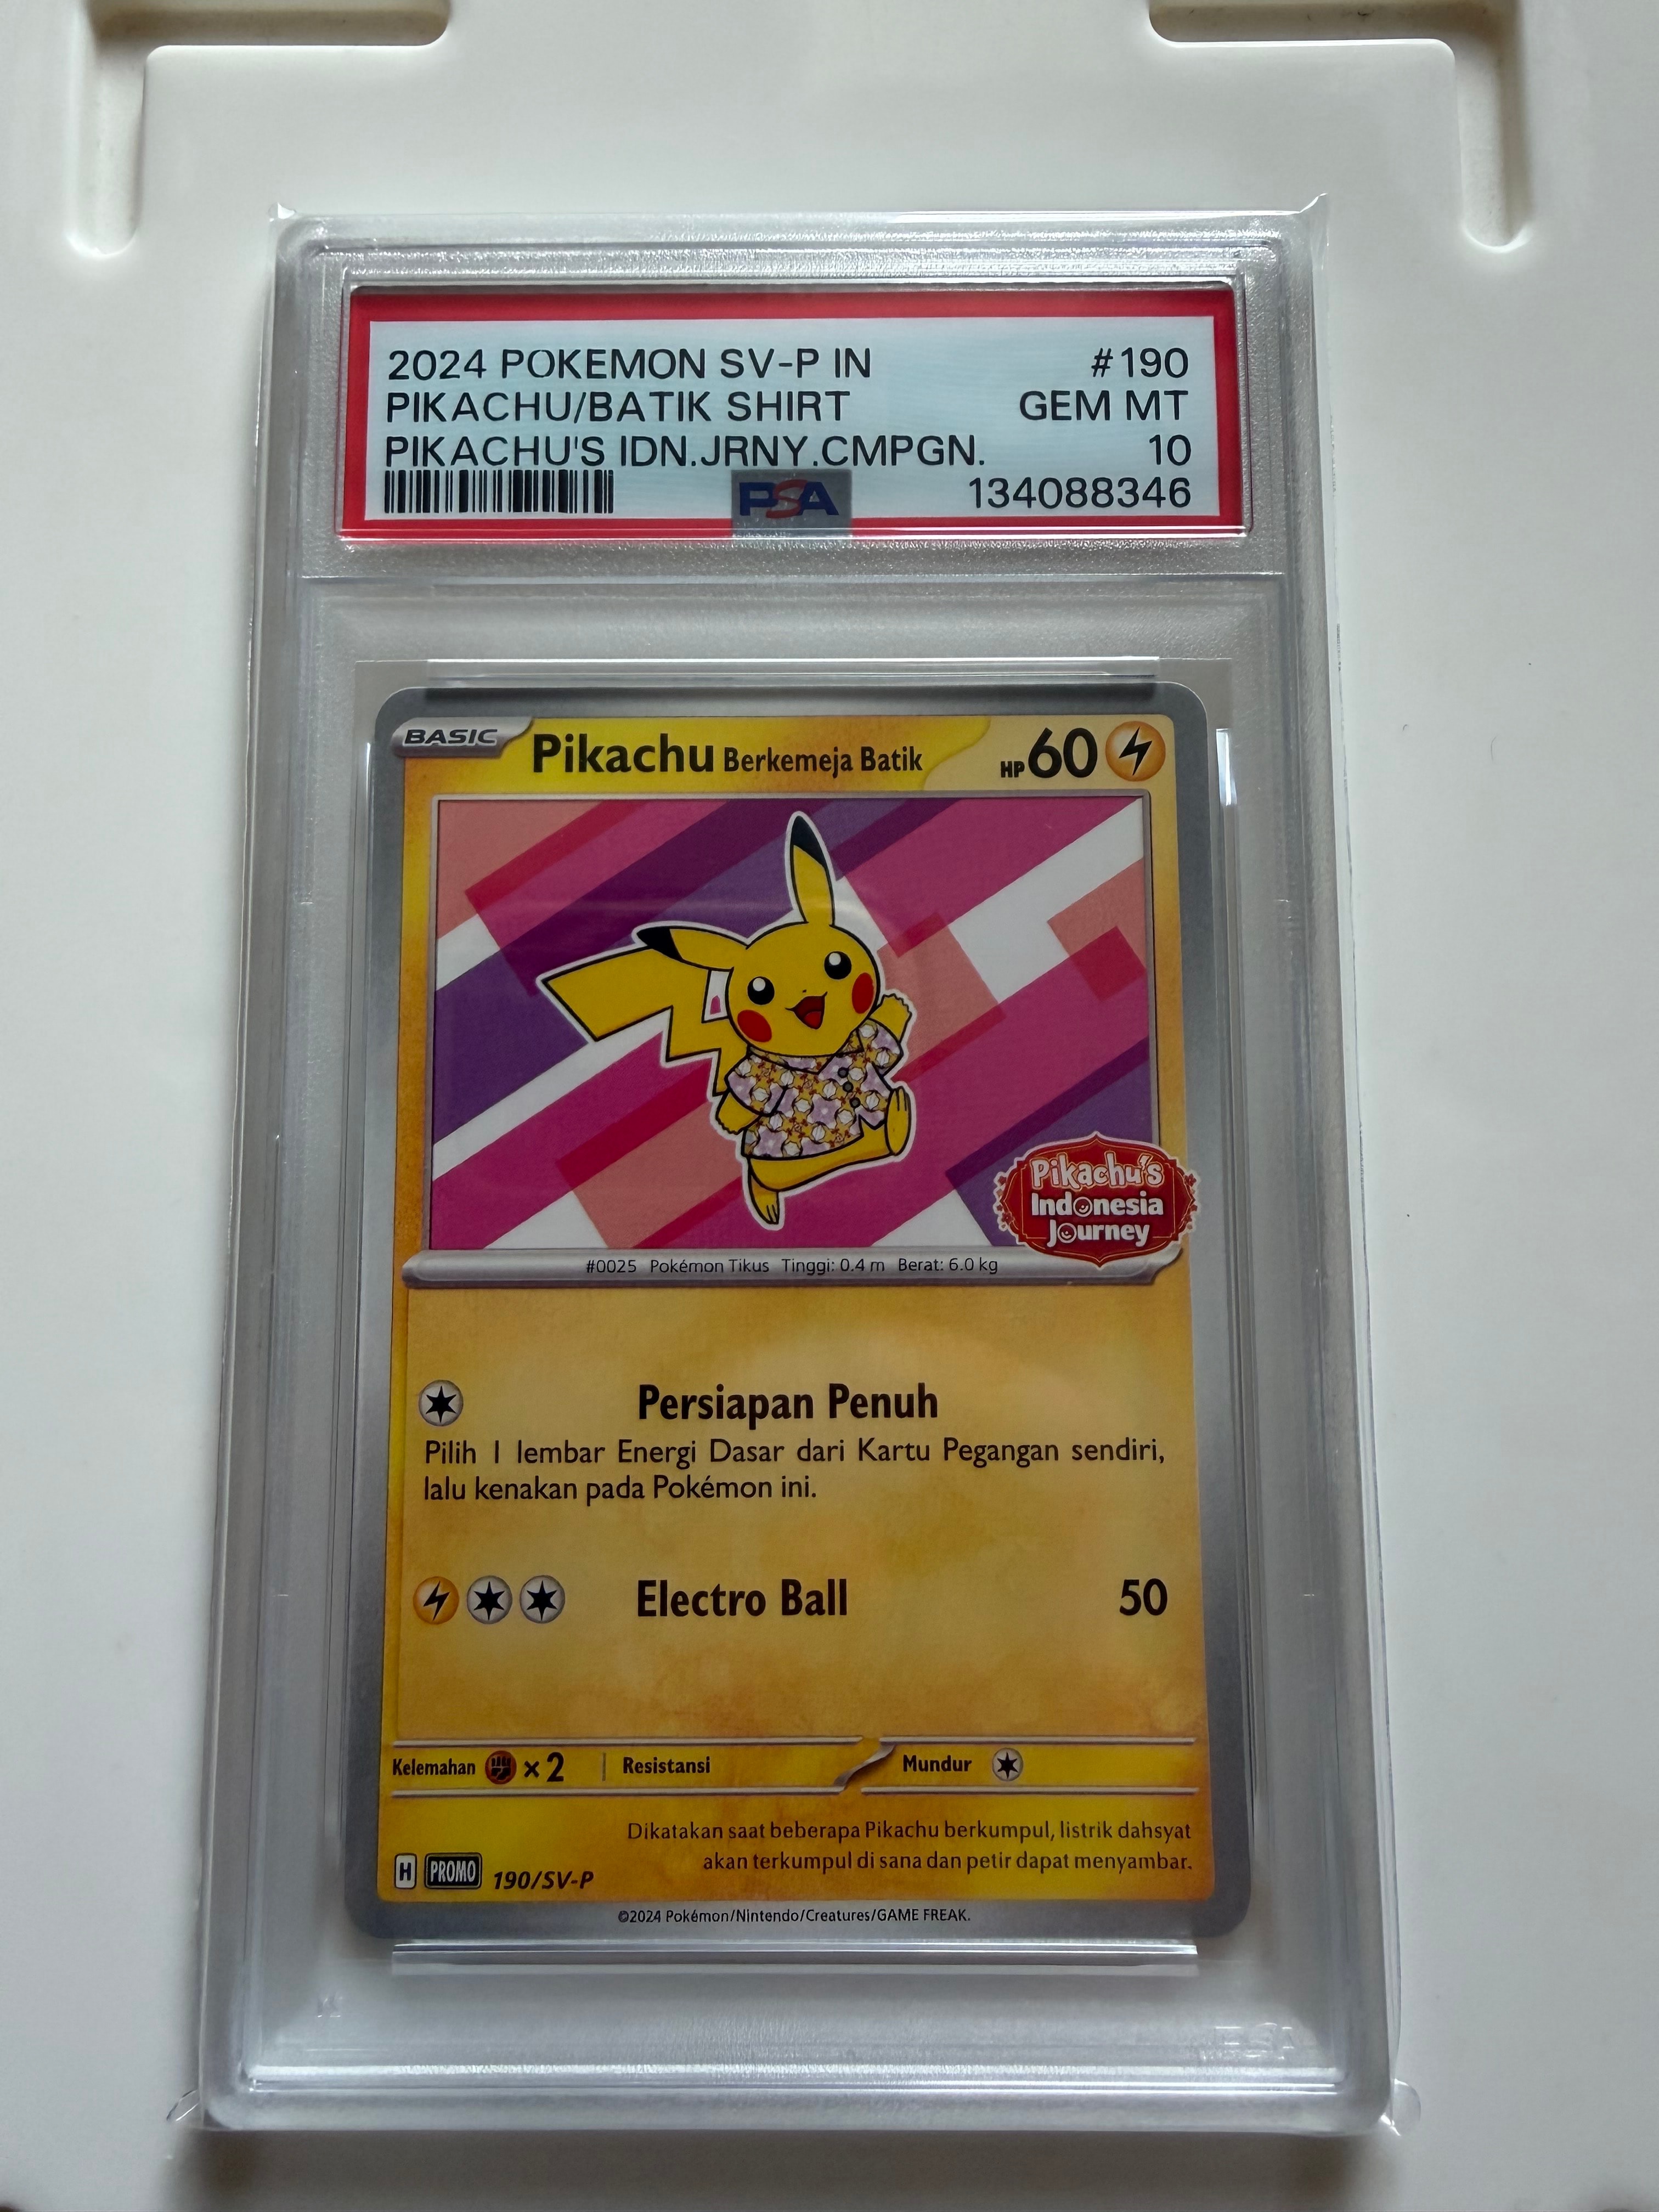 2024 POKEMON SV-P IN #190
PIKACHU/BATIK SHIRT GEM MT
PIKACHU'S IDN.JRNY.CMPGN. 10
PSA 134088346
BASIC Pikachu Berkemeja Batik HP 60
Pikachu's
Indonesia
Journey
#0025 Pokémon Tikus Tinggi: 0.4 m Berat: 6.0 kg
Persiapan Penuh
Pilih 1 lembar Energi Dasar dari Kartu Pegangan sendiri,
lalu kenakan pada Pokémon ini.
Electro Ball 50
Kelemahan ×2 Resistansi Mundur
Dikatakan saat beberapa Pikachu berkumpul, listrik dahsyat
akan terkumpul di sana dan petir dapat menyambar.
H PROMO 190/SV-P
©2024 Pokémon/Nintendo/Creatures/GAME FREAK.